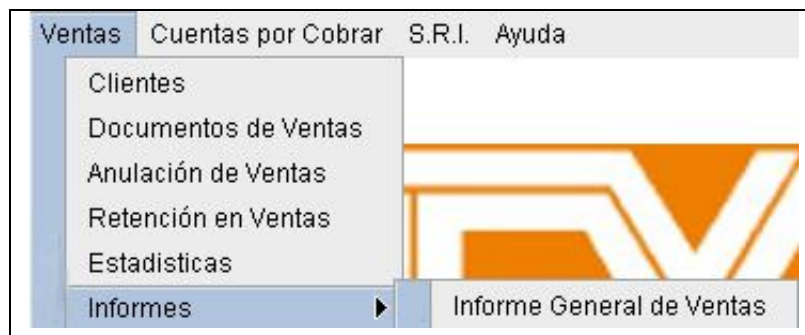 Ventas Cuentas por Cobrar S.R.I. Ayuda
Clientes
Documentos de Ventas
Anulación de Ventas
Retención en Ventas
Estadisticas
Informes Informe General de Ventas